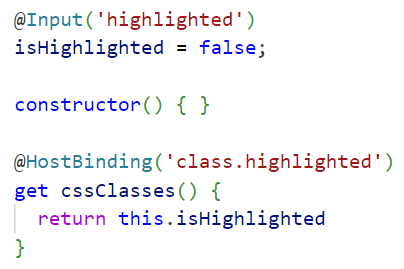 @Input('highlighted')
isHighlighted = false;
constructor() { }
@HostBinding('class.highlighted')
get cssClasses() {
return this.isHighlighted
}